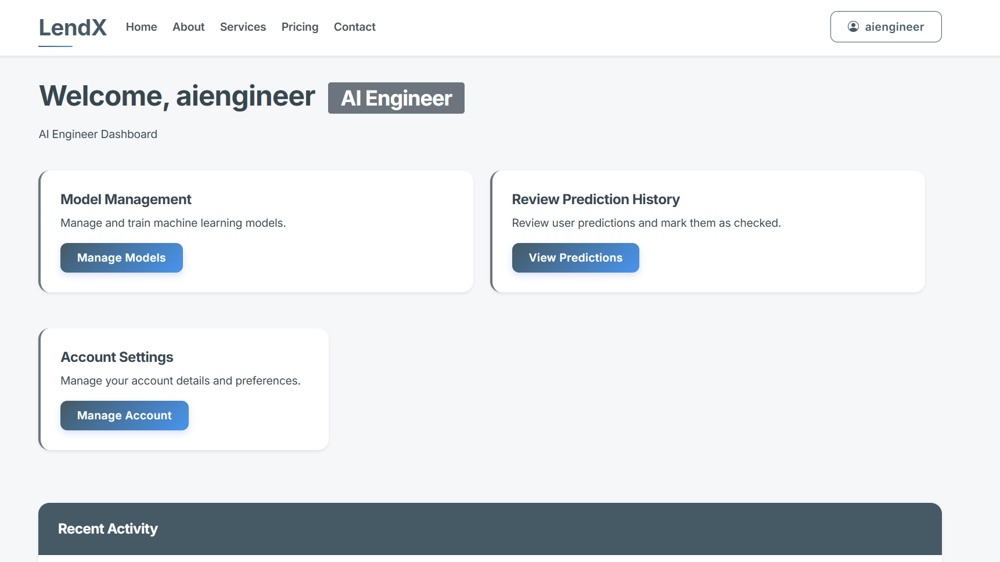 LendX Home About Services Pricing Contact aiengineer
Welcome, aiengineer AI Engineer
AI Engineer Dashboard
Model Management
Manage and train machine learning models.
Manage Models
Review Prediction History
Review user predictions and mark them as checked.
View Predictions
Account Settings
Manage your account details and preferences.
Manage Account
Recent Activity